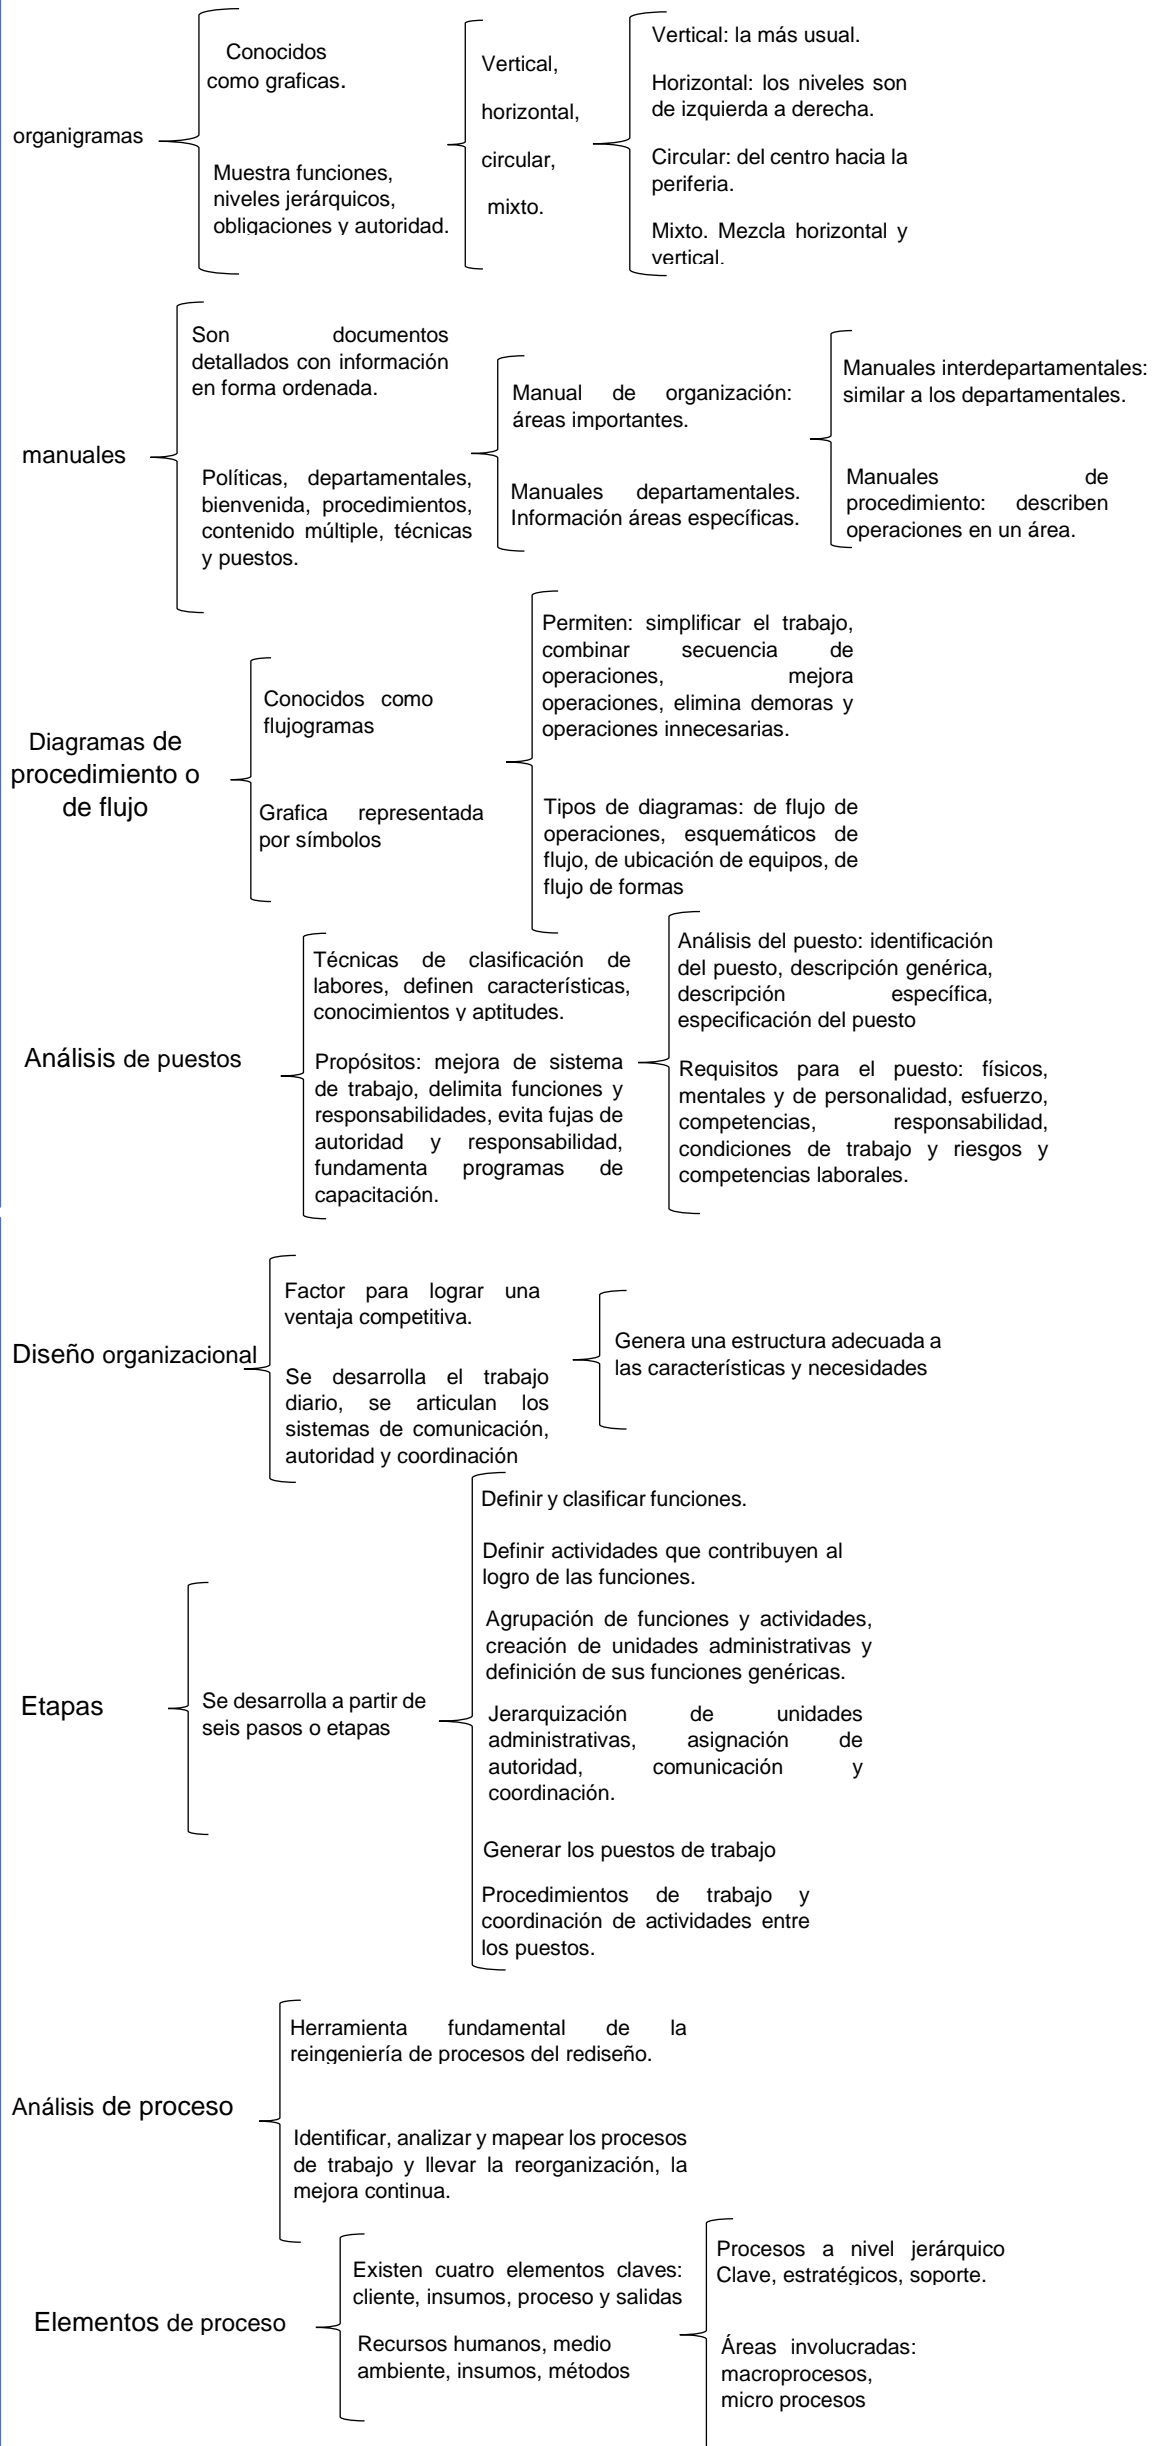 organigramas
Conocidos
como graficas.
Muestra funciones,
niveles jerárquicos,
obligaciones y autoridad.
Vertical,
horizontal,
circular,
mixto.
Vertical: la más usual.
Horizontal: los niveles son
de izquierda a derecha.
Circular: del centro hacia la
periferia.
Mixto. Mezcla horizontal y
vertical.
manuales
Son documentos
detallados con información
en forma ordenada.
Políticas, departamentales,
bienvenida, procedimientos,
contenido múltiple, técnicas
y puestos.
Manual de organización:
áreas importantes.
Manuales departamentales.
Información áreas específicas.
Manuales interdepartamentales:
similar a los departamentales.
Manuales de
procedimiento: describen
operaciones en un área.
Diagramas de
procedimiento o
de flujo
Conocidos como
flujogramas
Grafica representada
por símbolos
Permiten: simplificar el trabajo,
combinar secuencia de
operaciones, mejora
operaciones, elimina demoras y
operaciones innecesarias.
Tipos de diagramas: de flujo de
operaciones, esquemáticos de
flujo, de ubicación de equipos, de
flujo de formas
Análisis de puestos
Técnicas de clasificación de
labores, definen características,
conocimientos y aptitudes.
Propósitos: mejora de sistema
de trabajo, delimita funciones y
responsabilidades, evita fujas de
autoridad y responsabilidad,
fundamenta programas de
capacitación.
Análisis del puesto: identificación
del puesto, descripción genérica,
descripción específica,
especificación del puesto
Requisitos para el puesto: físicos,
mentales y de personalidad, esfuerzo,
competencias, responsabilidad,
condiciones de trabajo y riesgos y
competencias laborales.
Diseño organizacional
Factor para lograr una
ventaja competitiva.
Se desarrolla el trabajo
diario, se articulan los
sistemas de comunicación,
autoridad y coordinación
Genera una estructura adecuada a
las características y necesidades
Etapas
Se desarrolla a partir de
seis pasos o etapas
Definir y clasificar funciones.
Definir actividades que contribuyen al
logro de las funciones.
Agrupación de funciones y actividades,
creación de unidades administrativas y
definición de sus funciones genéricas.
Jerarquización de unidades
administrativas, asignación de
autoridad, comunicación y
coordinación.
Generar los puestos de trabajo
Procedimientos de trabajo y
coordinación de actividades entre
los puestos.
Análisis de proceso
Herramienta fundamental de la
reingeniería de procesos del rediseño.
Identificar, analizar y mapear los procesos
de trabajo y llevar la reorganización, la
mejora continua.
Elementos de proceso
Existen cuatro elementos claves:
cliente, insumos, proceso y salidas
Recursos humanos, medio
ambiente, insumos, métodos
Procesos a nivel jerárquico
Clave, estratégicos, soporte.
Áreas involucradas:
macroprocesos,
micro procesos